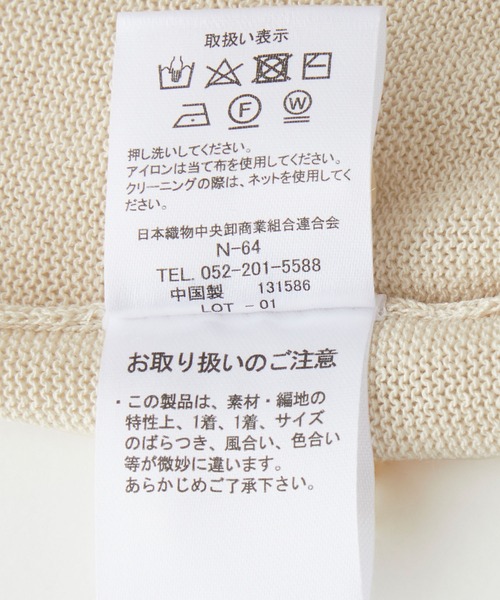 取扱い表示
F W
押し洗いしてください。
アイロンは当て布を使用してください。
クリーニングの際は、ネットを使用してく
ださい。
日本織物中央卸商業組合連合会
N-64
TEL. 052-201-5588
中国製 131586
LOT - 01
お取り扱いのご注意
・この製品は、素材・編地の
特性上、1着、1着、サイズ
のばらつき、風合い、色合い
等が微妙に違います。
あらかじめご了承下さい。